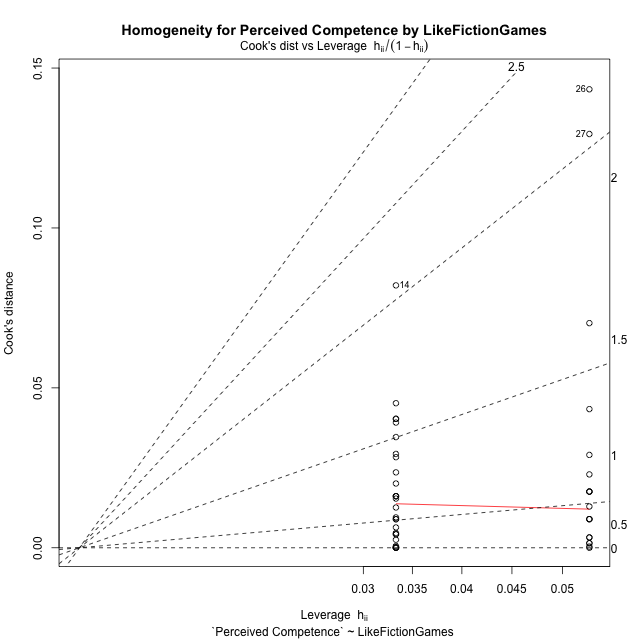 Homogeneity for Perceived Competence by LikeFictionGames
Cook's dist vs Leverage hii/(1 − hii)
0.15
2.5
26
27
2
0.10
14
1.5
0.05
1
0.5
0.00
0
Cook's distance
0.03 0.035 0.04 0.045 0.05
Leverage hii
`Perceived Competence` ~ LikeFictionGames